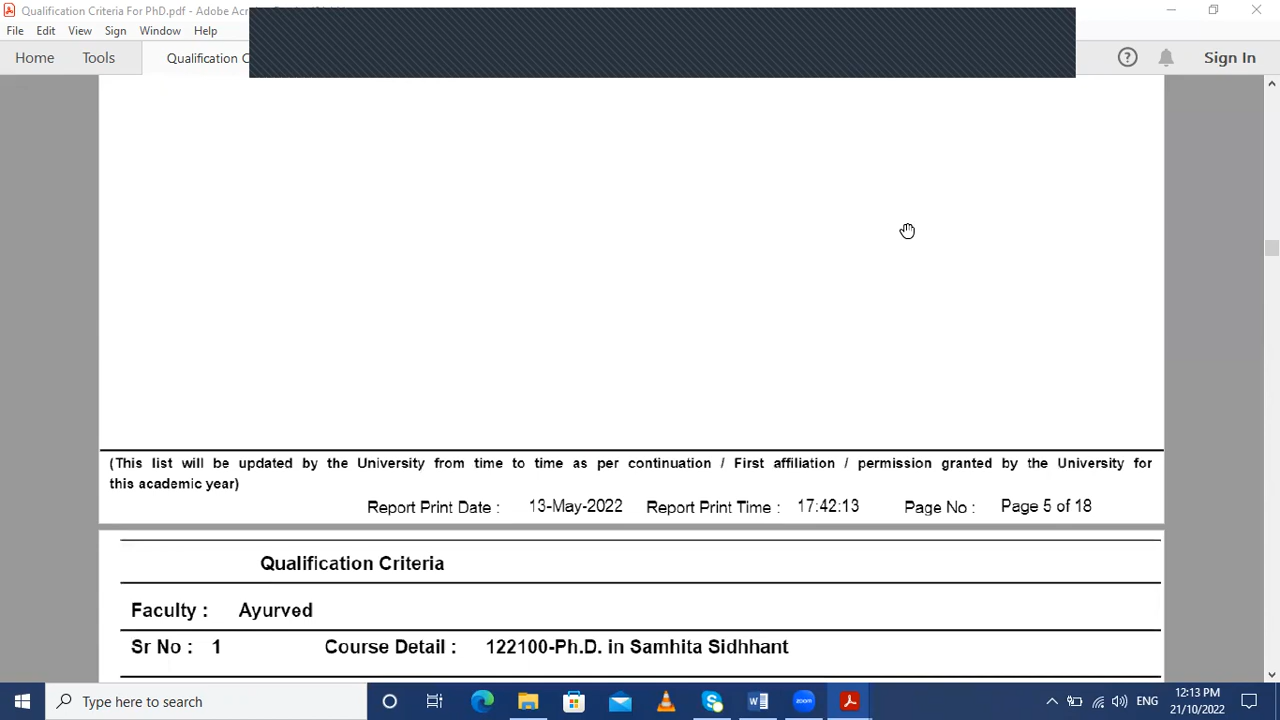 Qualification Criteria For PhD.pdf - Adobe Acr
File Edit View Sign Window Help
Home Tools Qualification C Sign In
(This list will be updated by the University from time to time as per continuation / First affiliation / permission granted by the University for
this academic year)
Report Print Date : 13-May-2022 Report Print Time : 17:42:13 Page No : Page 5 of 18
Qualification Criteria
Faculty : Ayurved
Sr No : 1 Course Detail : 122100-Ph.D. in Samhita Sidhhant
Type here to search
ENG
12:13 PM
21/10/2022